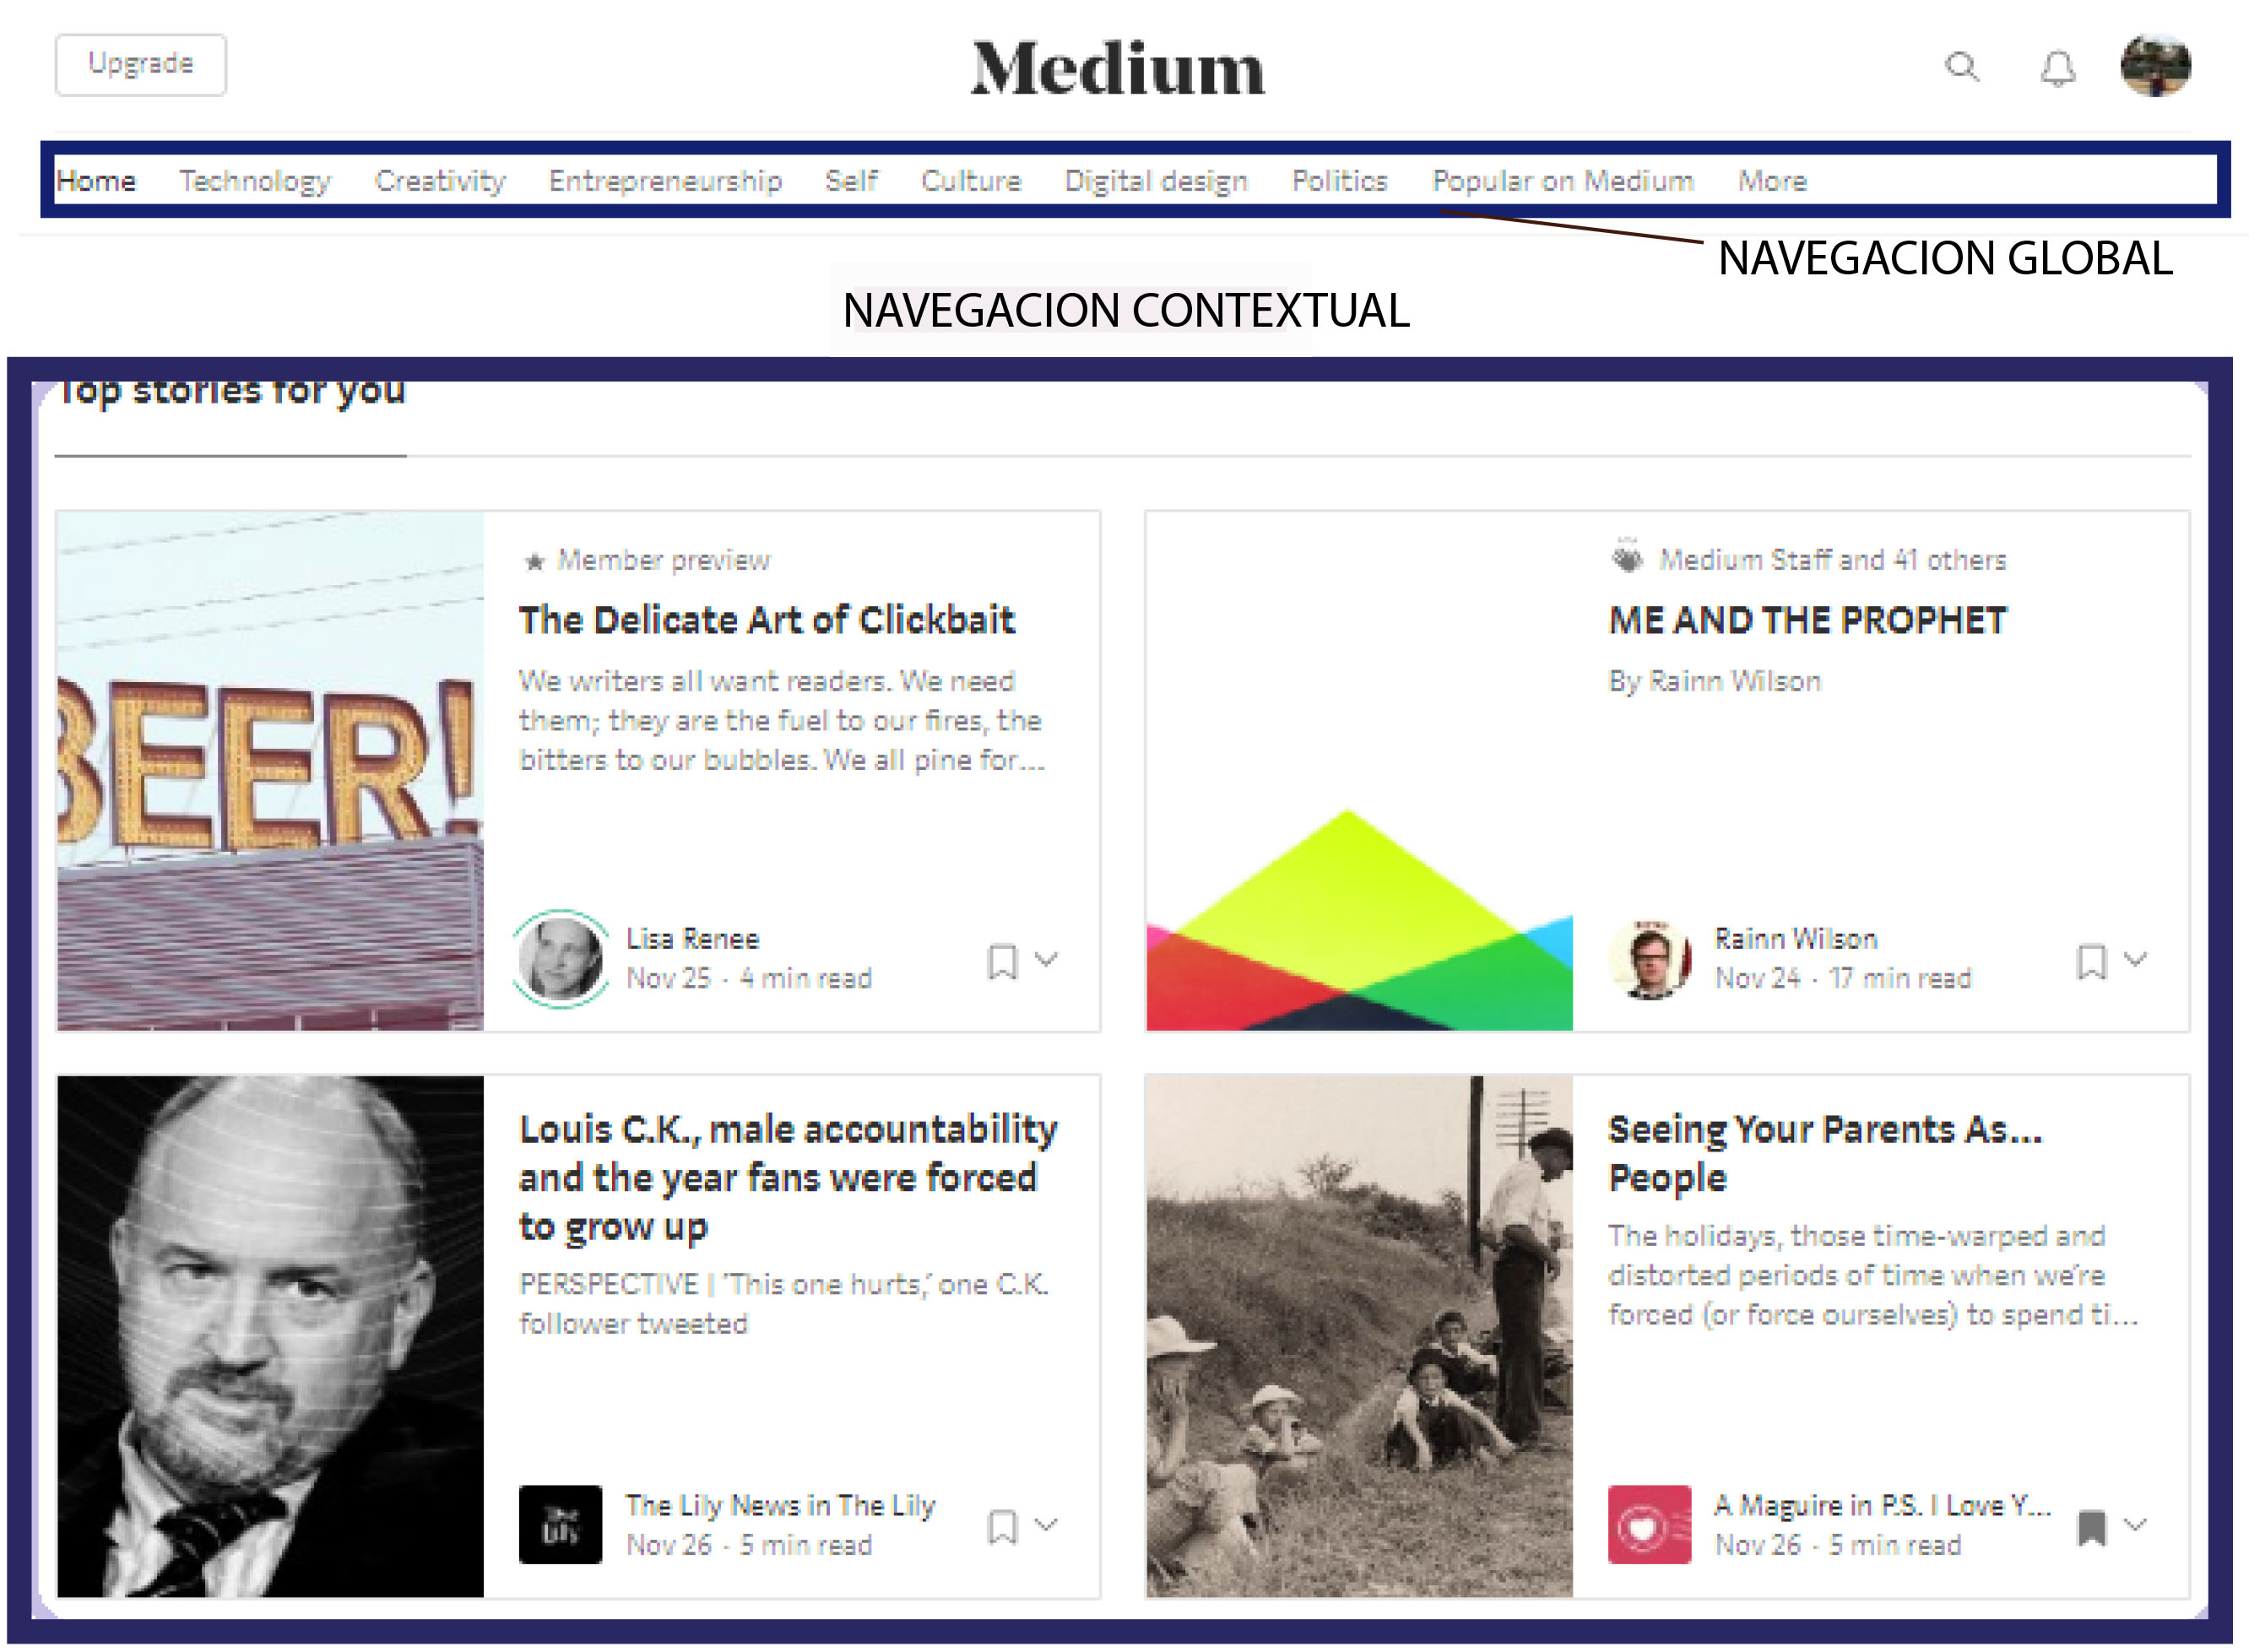 Upgrade
Medium
Home Technology Creativity Entrepreneurship Self Culture Digital design Politics Popular on Medium More
NAVEGACION GLOBAL
NAVEGACION CONTEXTUAL
Top stories for you
BEER!
Member preview
The Delicate Art of Clickbait
We writers all want readers. We need
them; they are the fuel to our fires, the
bitters to our bubbles. We all pine for...
Lisa Renee
Nov 25 · 4 min read
Medium Staff and 41 others
ME AND THE PROPHET
By Rainn Wilson
Rainn Wilson
Nov 24 · 17 min read
Louis C.K., male accountability
and the year fans were forced
to grow up
PERSPECTIVE | ‘This one hurts,’ one C.K.
follower tweeted
The Lily
The Lily News in The Lily
Nov 26 · 5 min read
Seeing Your Parents As...
People
The holidays, those time-warped and
distorted periods of time when we’re
forced (or force ourselves) to spend ti...
A Maguire in P.S. I Love Y...
Nov 26 · 5 min read